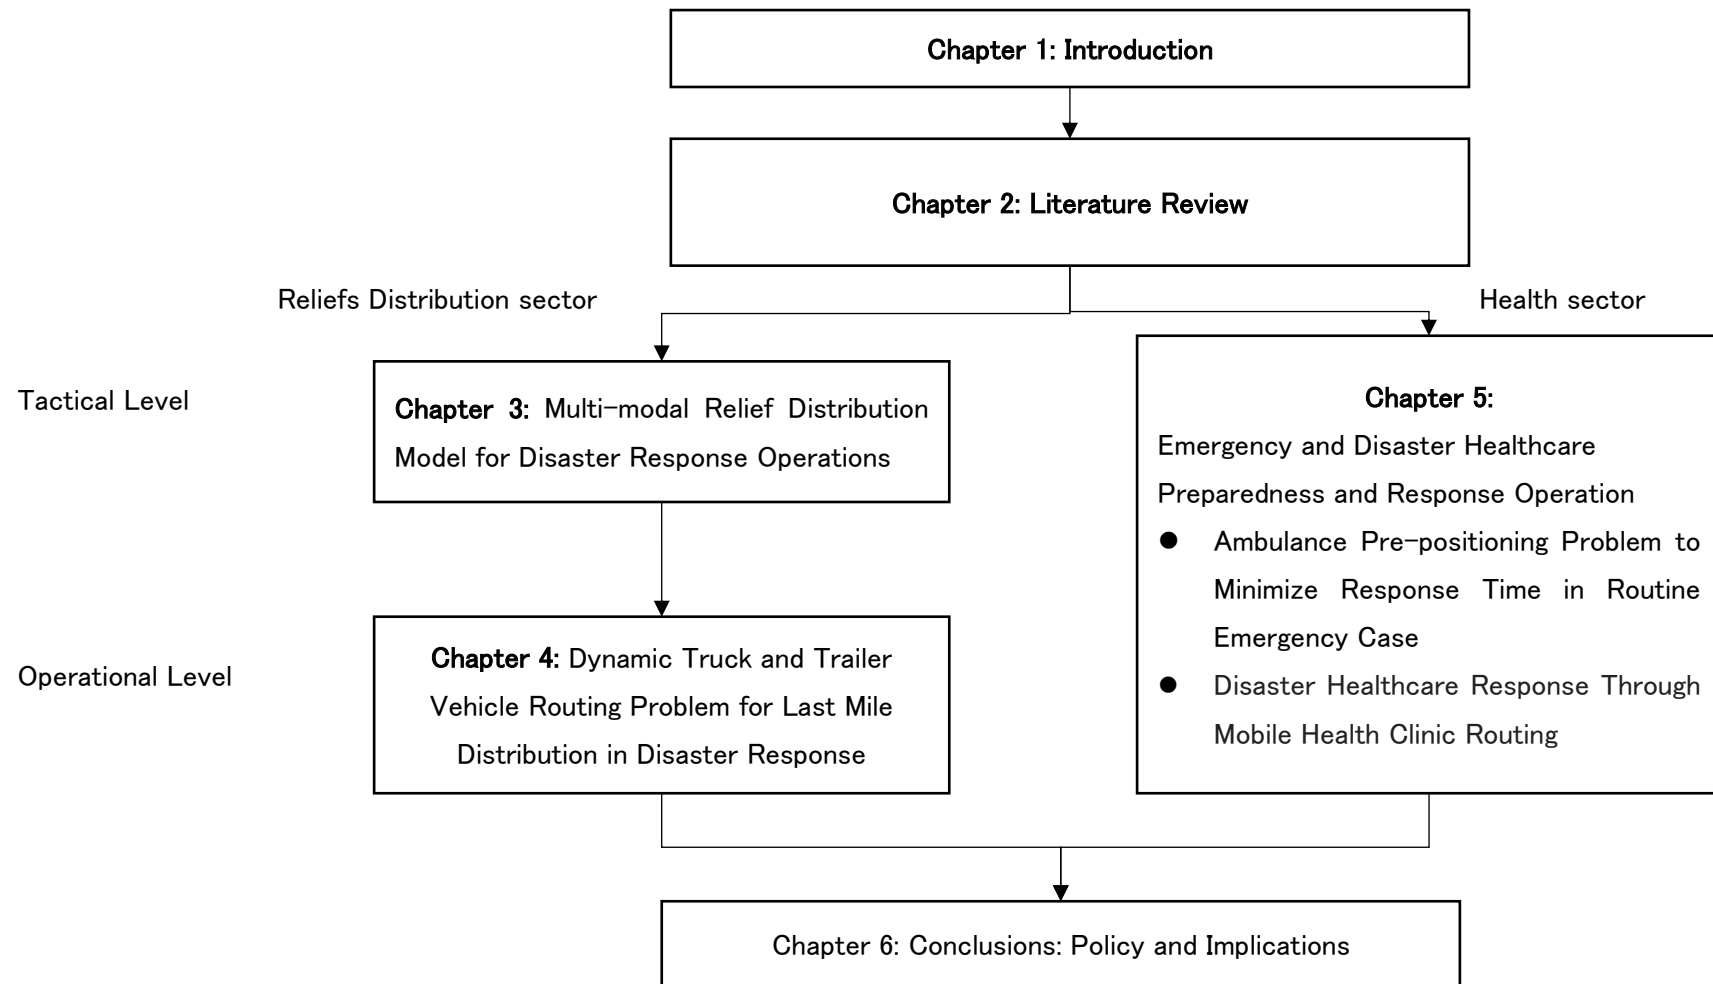 Chapter 1: Introduction
Chapter 2: Literature Review
Reliefs Distribution sector
Health sector
Tactical Level
Chapter 3: Multi-modal Relief Distribution
Model for Disaster Response Operations
Operational Level
Chapter 4: Dynamic Truck and Trailer
Vehicle Routing Problem for Last Mile
Distribution in Disaster Response
Chapter 5:
Emergency and Disaster Healthcare
Preparedness and Response Operation
● Ambulance Pre-positioning Problem to
Minimize Response Time in Routine
Emergency Case
● Disaster Healthcare Response Through
Mobile Health Clinic Routing
Chapter 6: Conclusions: Policy and Implications